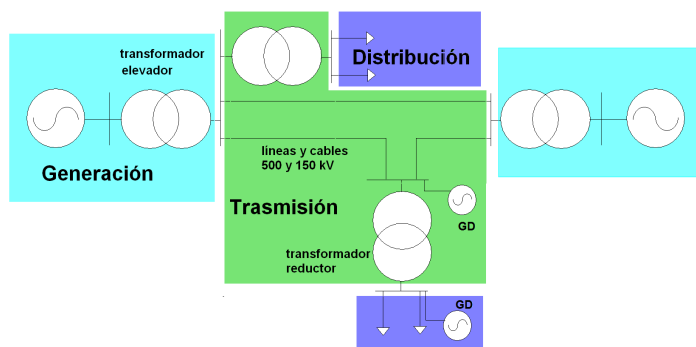 transformador
elevador
Distribución
lineas y cables
500 y 150 kV
Generación
Trasmisión
GD
transformador
reductor
GD